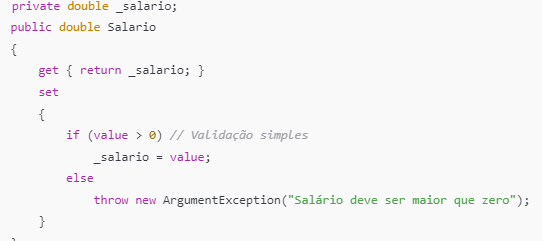 private double _salario;
public double Salario
{
get { return _salario; }
set
{
if (value > 0) // Validação simples
_salario = value;
else
throw new ArgumentException("Salário deve ser maior que zero");
}
}